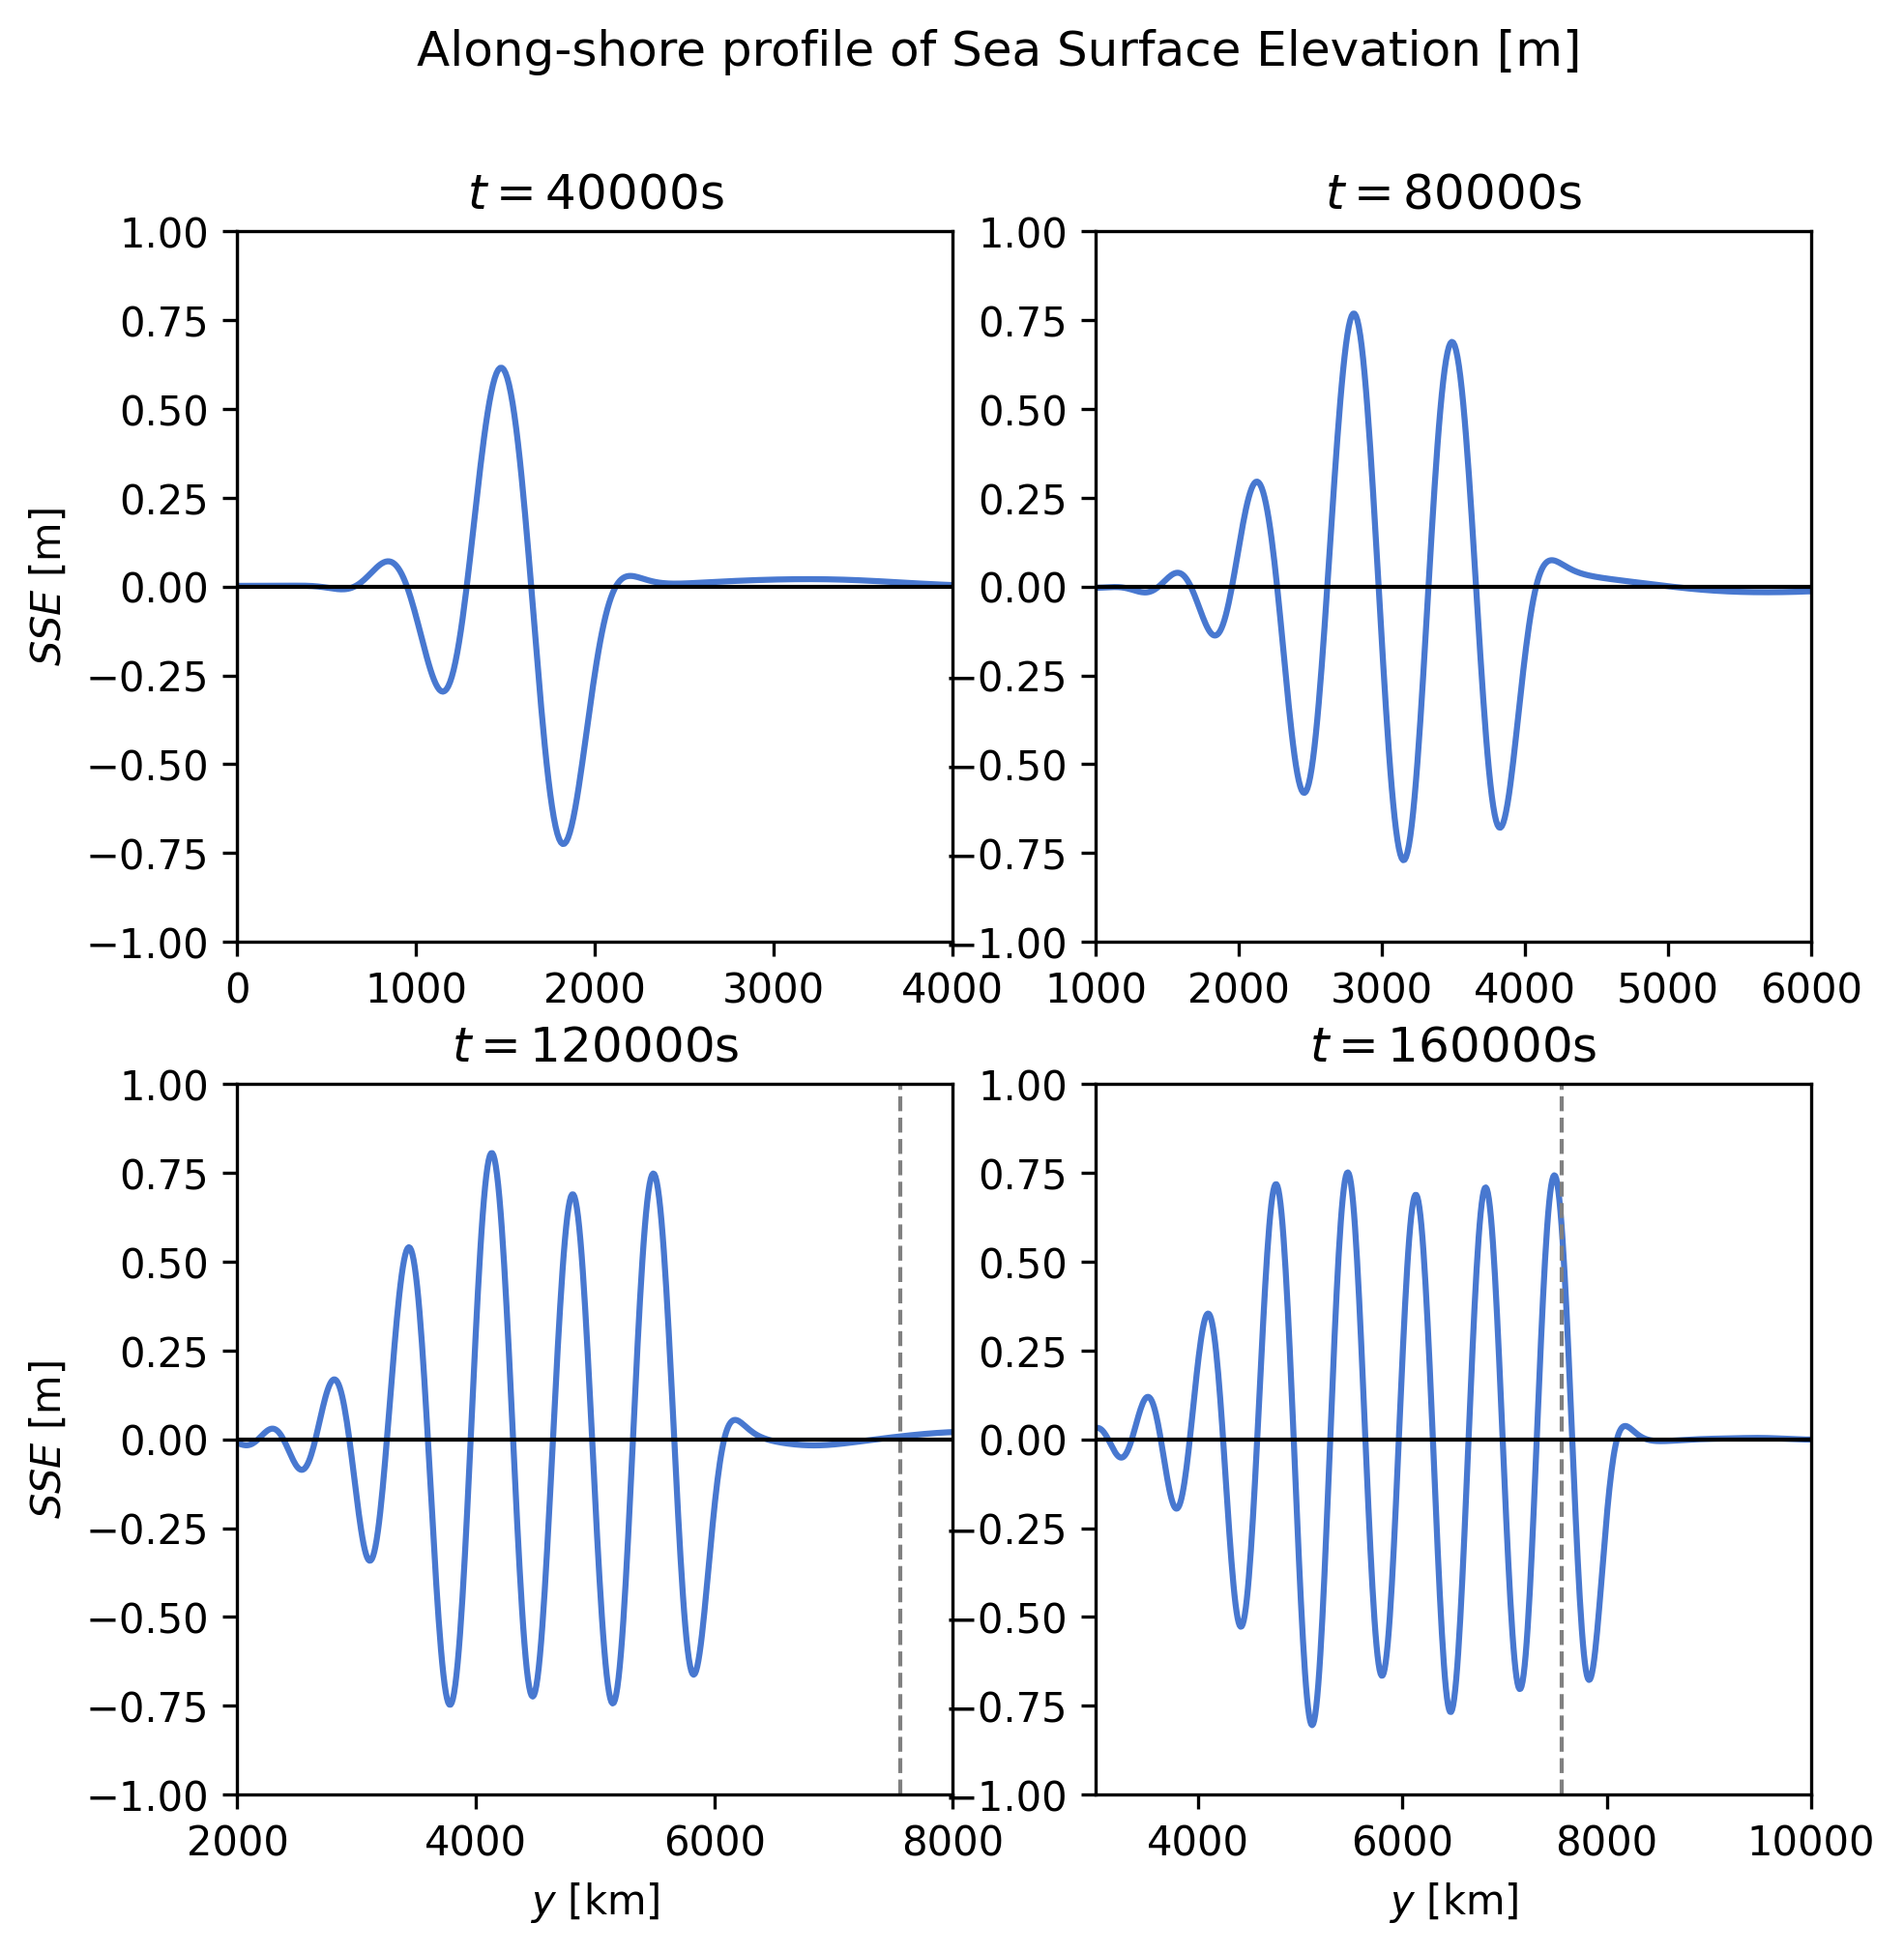 Along-shore profile of Sea Surface Elevation [m]
t = 40000s
t = 80000s
1.00
0.75
0.50
0.25
0.00
−0.25
−0.50
−0.75
−1.00
SSE [m]
0 1000 2000 3000 4000
1.00
0.75
0.50
0.25
0.00
−0.25
−0.50
−0.75
−1.00
1000 2000 3000 4000 5000 6000
t = 120000s
t = 160000s
1.00
0.75
0.50
0.25
0.00
−0.25
−0.50
−0.75
−1.00
SSE [m]
2000 4000 6000 8000
y [km]
1.00
0.75
0.50
0.25
0.00
−0.25
−0.50
−0.75
−1.00
4000 6000 8000 10000
y [km]